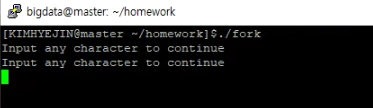 bigdata@master: ~/homework
[KIMHYEJIN@master ~/homework]$./fork
Input any character to continue
Input any character to continue